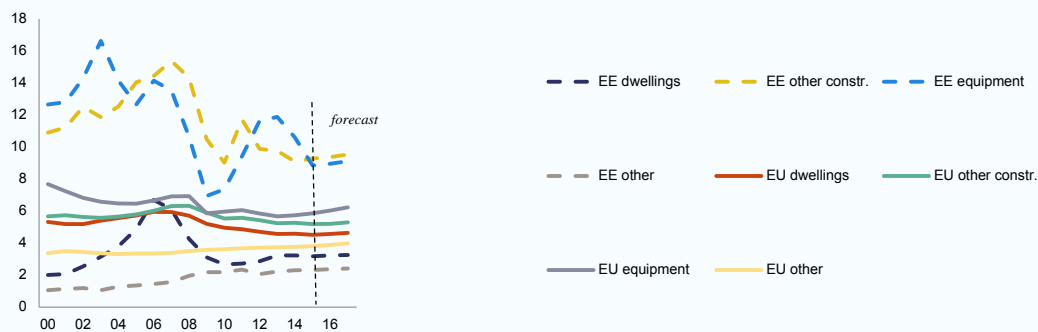 18
16
14
12
10
8
6
4
2
0
00 02 04 06 08 10 12 14 16
forecast
EE dwellings EE other constr. EE equipment
EE other EU dwellings EU other constr.
EU equipment EU other